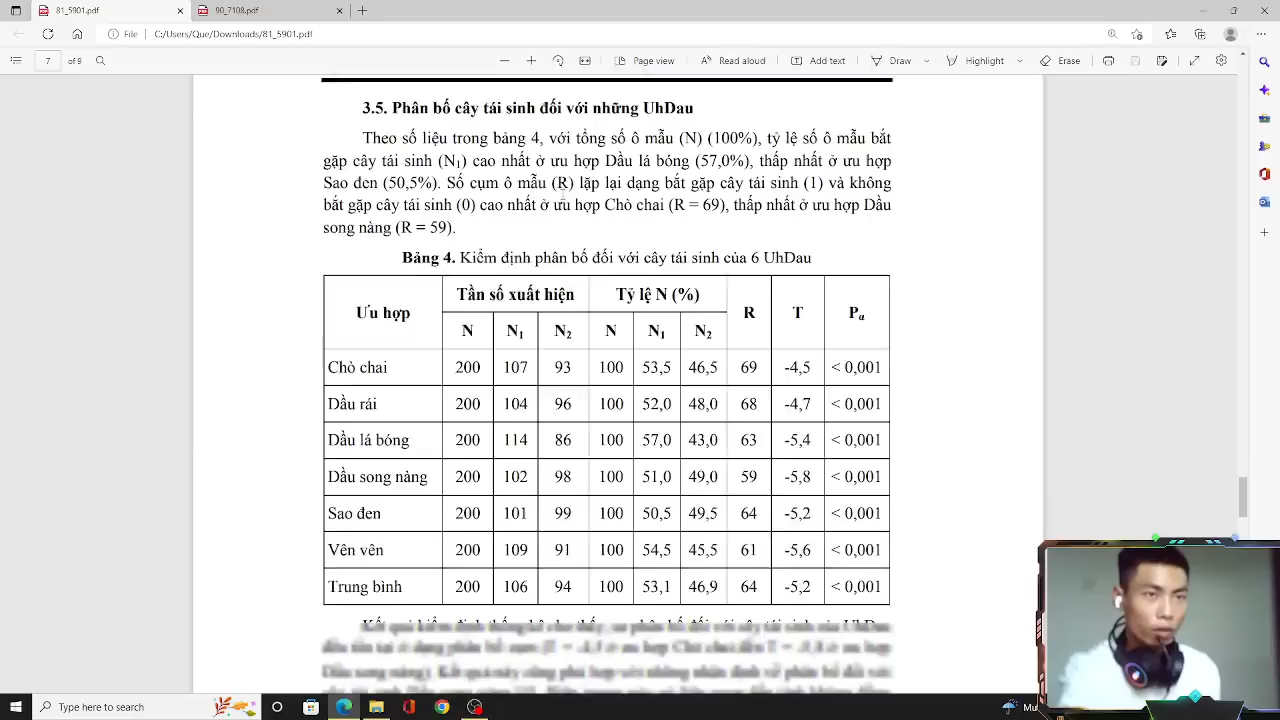 81_5901.pdf
90_7108.pdf
File
C:/Users/Que/Downloads/81_5901.pdf
7
of 9
Page view
Read aloud
Add text
Draw
Highlight
Erase
3.5. Phân bố cây tái sinh đối với những UhDau
Theo số liệu trong bảng 4, với tổng số ô mẫu (N) (100%), tỷ lệ số ô mẫu bắt
gặp cây tái sinh (N1) cao nhất ở ưu hợp Dầu lá bóng (57,0%), thấp nhất ở ưu hợp
Sao đen (50,5%). Số cụm ô mẫu (R) lặp lại dạng bắt gặp cây tái sinh (1) và không
bắt gặp cây tái sinh (0) cao nhất ở ưu hợp Chò chai (R = 69), thấp nhất ở ưu hợp Dầu
song nàng (R = 59).
Bảng 4. Kiểm định phân bố đối với cây tái sinh của 6 UhDau
Ưu hợp Tần số xuất hiện Tỷ lệ N (%) R T Pα
N N1 N2 N N1 N2
Chò chai 200 107 93 100 53,5 46,5 69 -4,5 < 0,001
Dầu rái 200 104 96 100 52,0 48,0 68 -4,7 < 0,001
Dầu lá bóng 200 114 86 100 57,0 43,0 63 -5,4 < 0,001
Dầu song nàng 200 102 98 100 51,0 49,0 59 -5,8 < 0,001
Sao đen 200 101 99 100 50,5 49,5 64 -5,2 < 0,001
Vên vên 200 109 91 100 54,5 45,5 61 -5,6 < 0,001
Trung bình 200 106 94 100 53,1 46,9 64 -5,2 < 0,001
Type here to search